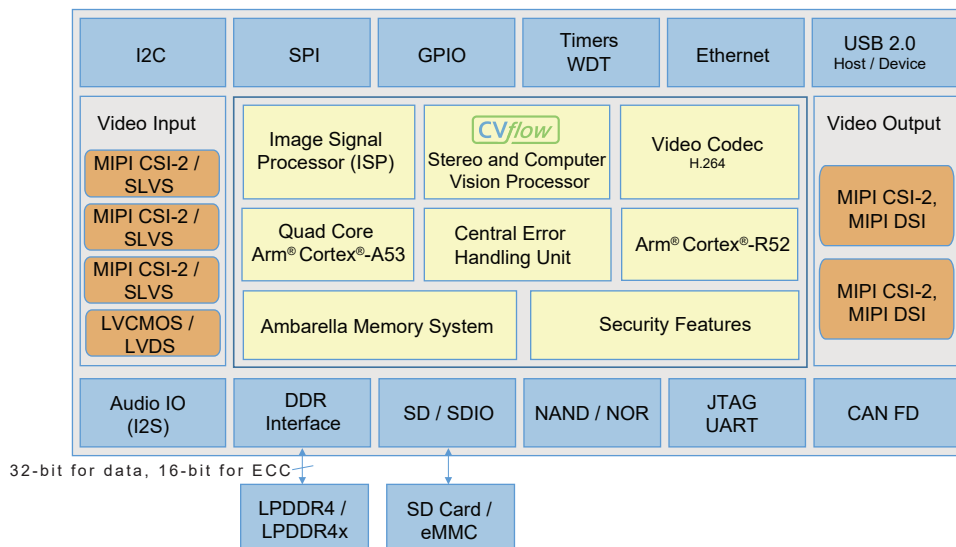 I2C
SPI
GPIO
Timers
WDT
Ethernet
USB 2.0
Host / Device
Video Input
MIPI CSI-2 /
SLVS
MIPI CSI-2 /
SLVS
MIPI CSI-2 /
SLVS
LVCMOS /
LVDS
Image Signal
Processor (ISP)
CVflow
Stereo and Computer
Vision Processor
Video Codec
H.264
Quad Core
Arm® Cortex®-A53
Central Error
Handling Unit
Arm® Cortex®-R52
Ambarella Memory System
Security Features
Video Output
MIPI CSI-2,
MIPI DSI
MIPI CSI-2,
MIPI DSI
Audio IO
(I2S)
DDR
Interface
SD / SDIO
NAND / NOR
JTAG
UART
CAN FD
32-bit for data, 16-bit for ECC
LPDDR4 /
LPDDR4x
SD Card /
eMMC